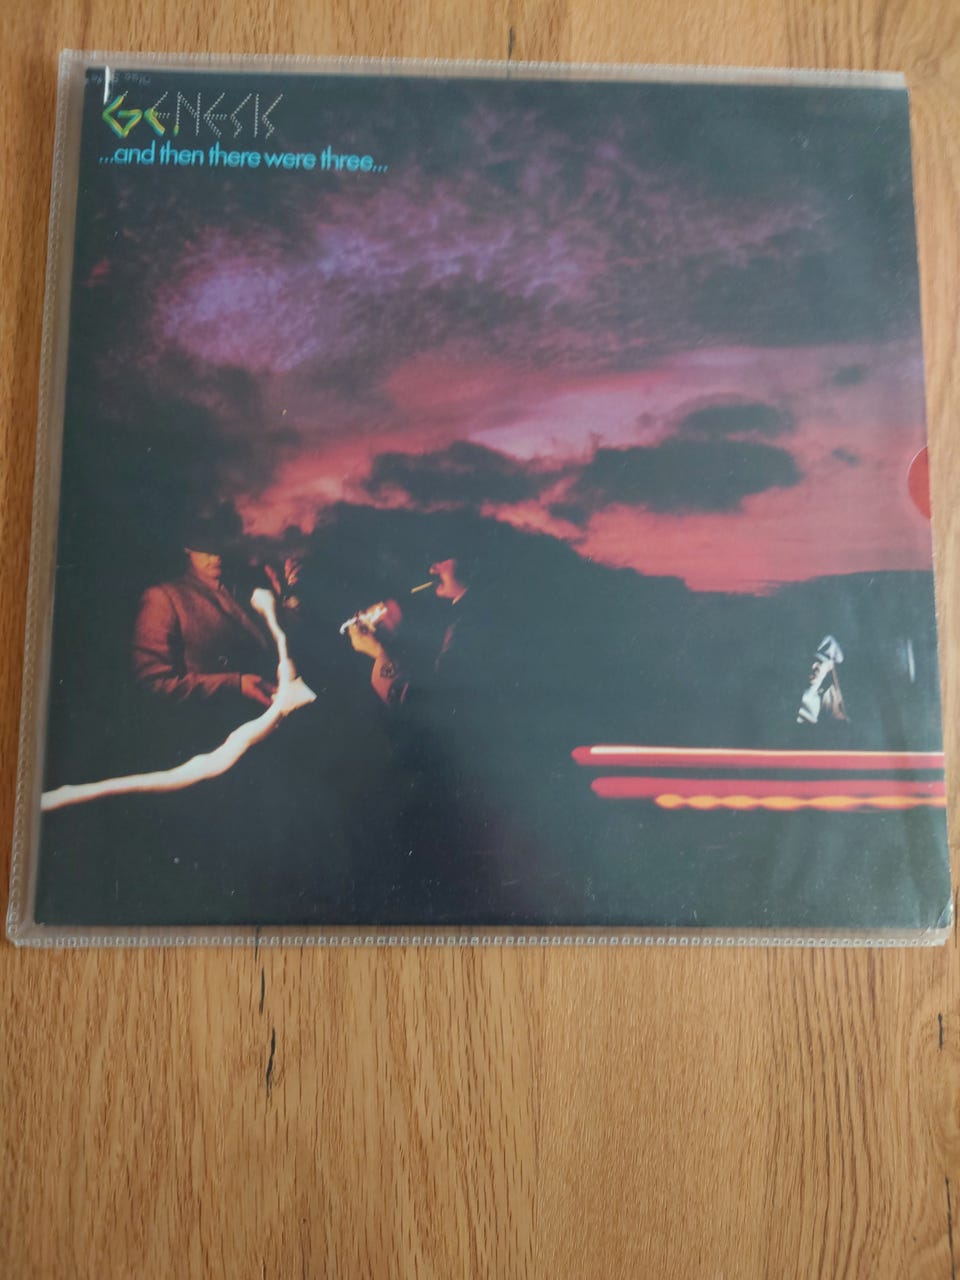 GENESIS
...and then there were three...